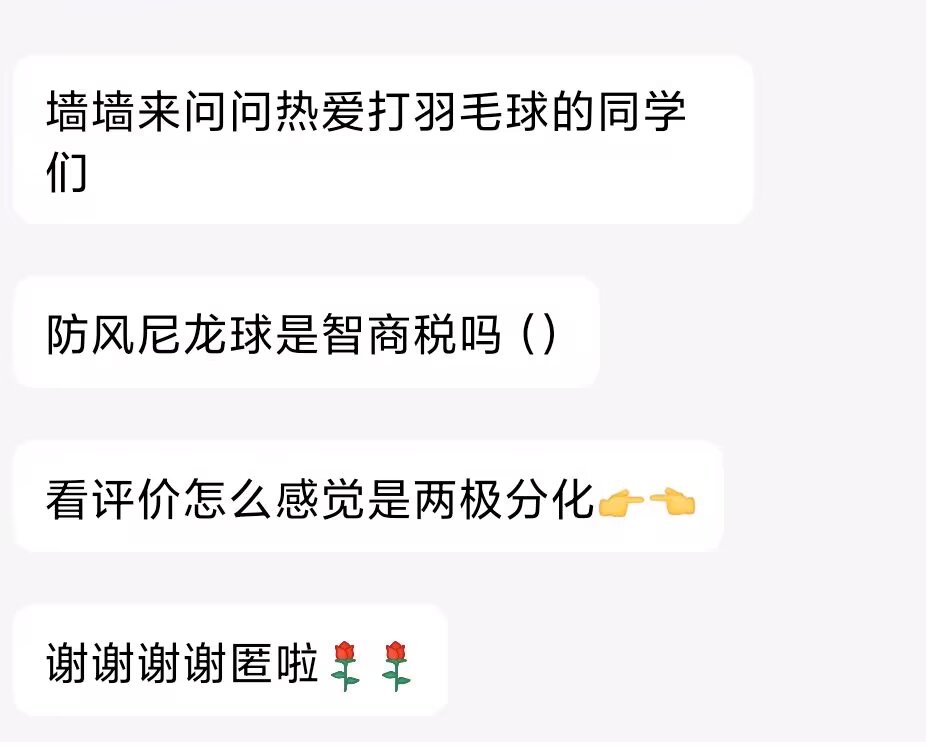 墙墙来问问热爱打羽毛球的同学
们
防风尼龙球是智商税吗（）
看评价怎么感觉是两极分化👉👈
谢谢谢谢匿啦🌹🌹